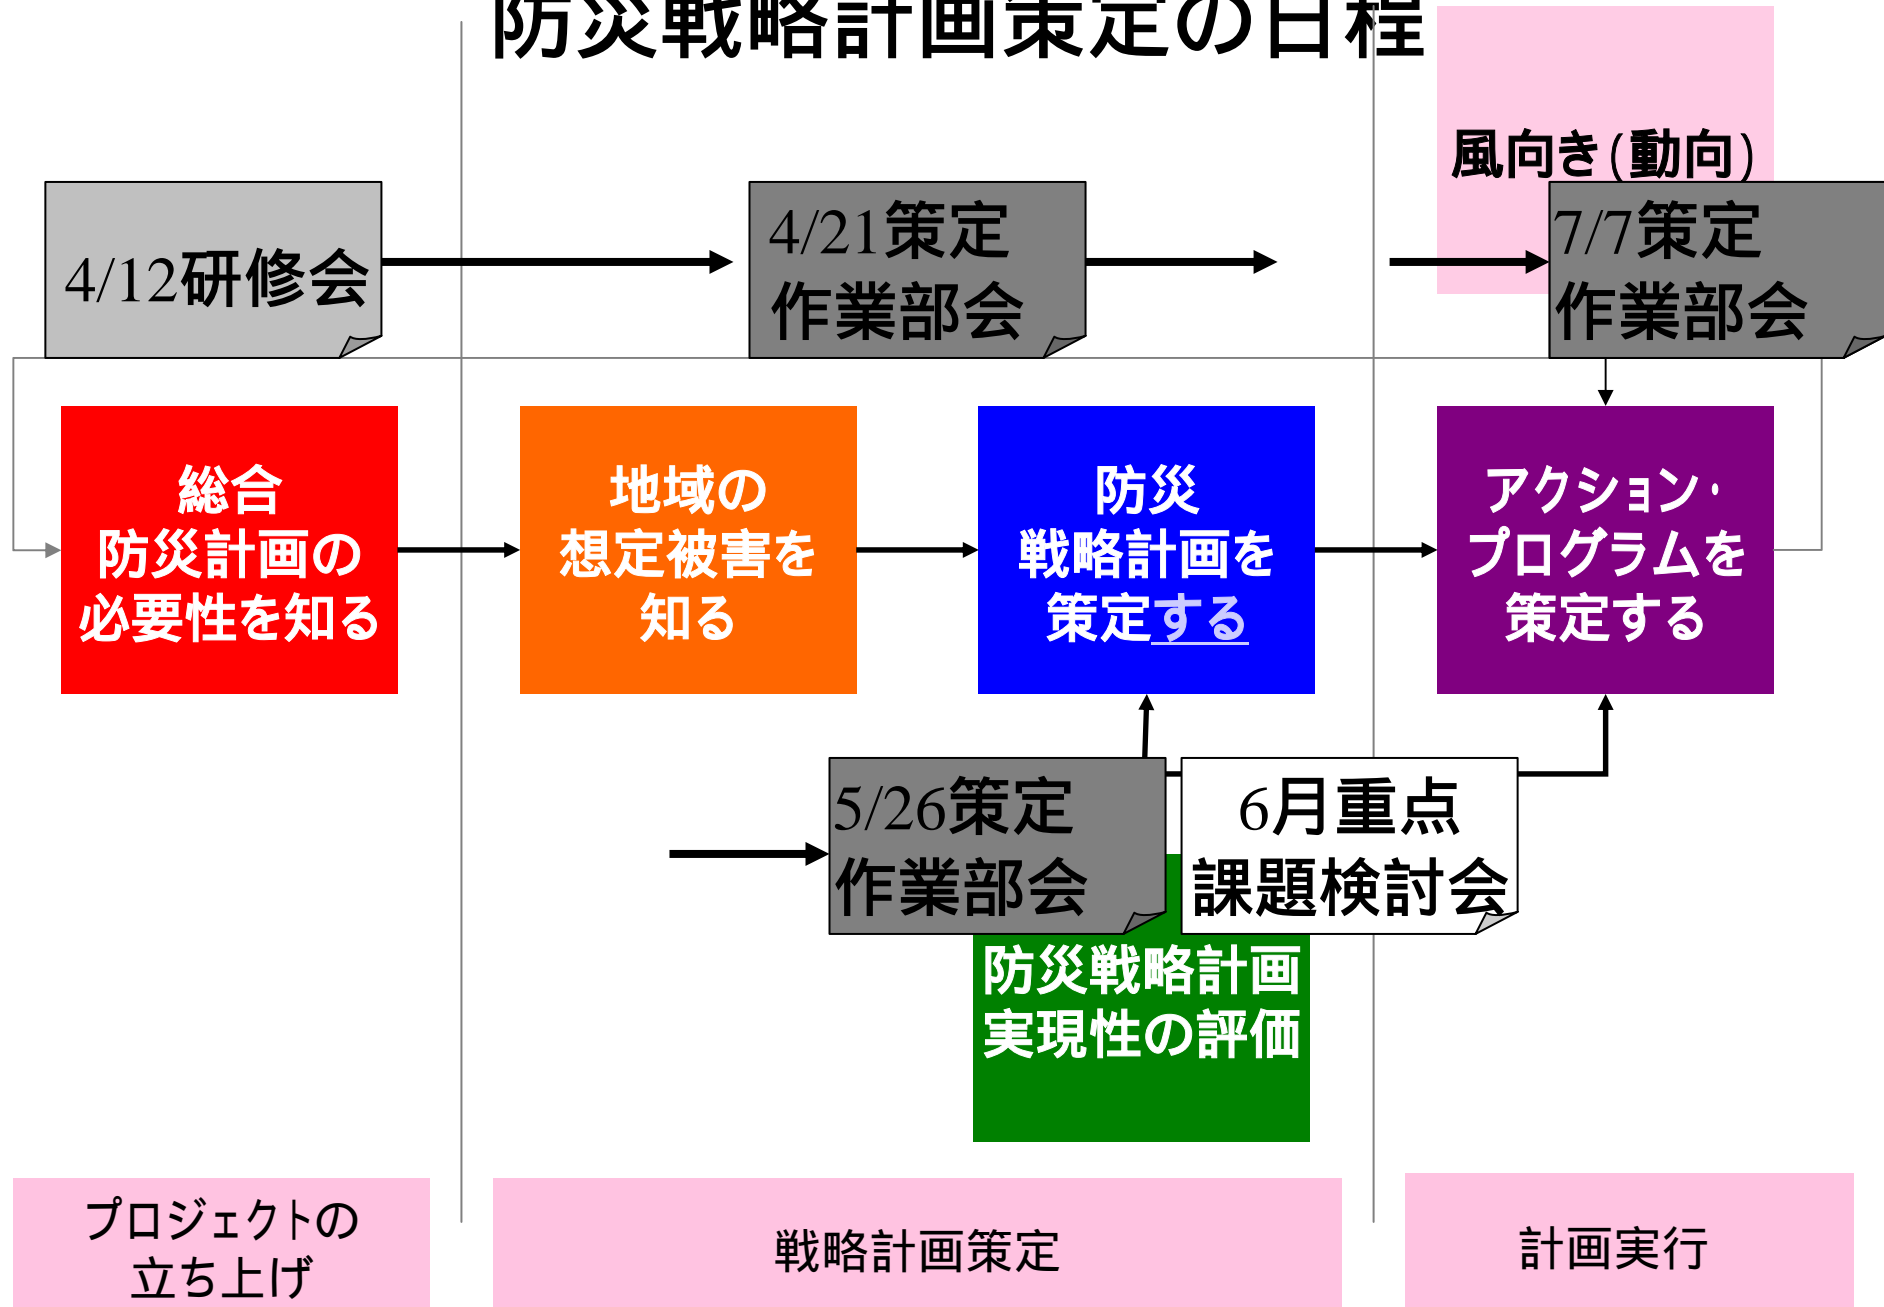 防災戦略計画策定の日程
風向き(動向)
4/12研修会
4/21策定
作業部会
7/7策定
作業部会
総合
防災計画の
必要性を知る
地域の
想定被害を
知る
防災
戦略計画を
策定する
アクション・
プログラムを
策定する
5/26策定
作業部会
6月重点
課題検討会
防災戦略計画
実現性の評価
プロジェクトの
立ち上げ
戦略計画策定
計画実行